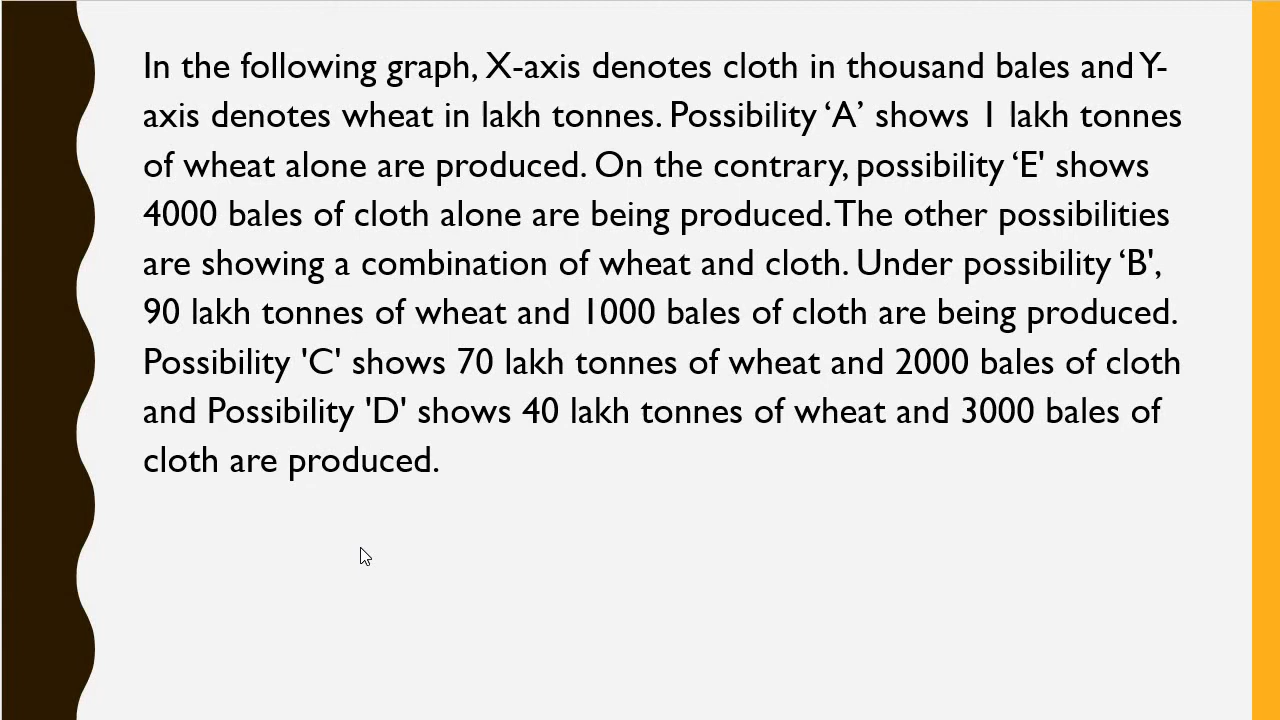 In the following graph, X-axis denotes cloth in thousand bales and Y-
axis denotes wheat in lakh tonnes. Possibility ‘A’ shows 1 lakh tonnes
of wheat alone are produced. On the contrary, possibility ‘E' shows
4000 bales of cloth alone are being produced. The other possibilities
are showing a combination of wheat and cloth. Under possibility ‘B',
90 lakh tonnes of wheat and 1000 bales of cloth are being produced.
Possibility 'C' shows 70 lakh tonnes of wheat and 2000 bales of cloth
and Possibility 'D' shows 40 lakh tonnes of wheat and 3000 bales of
cloth are produced.